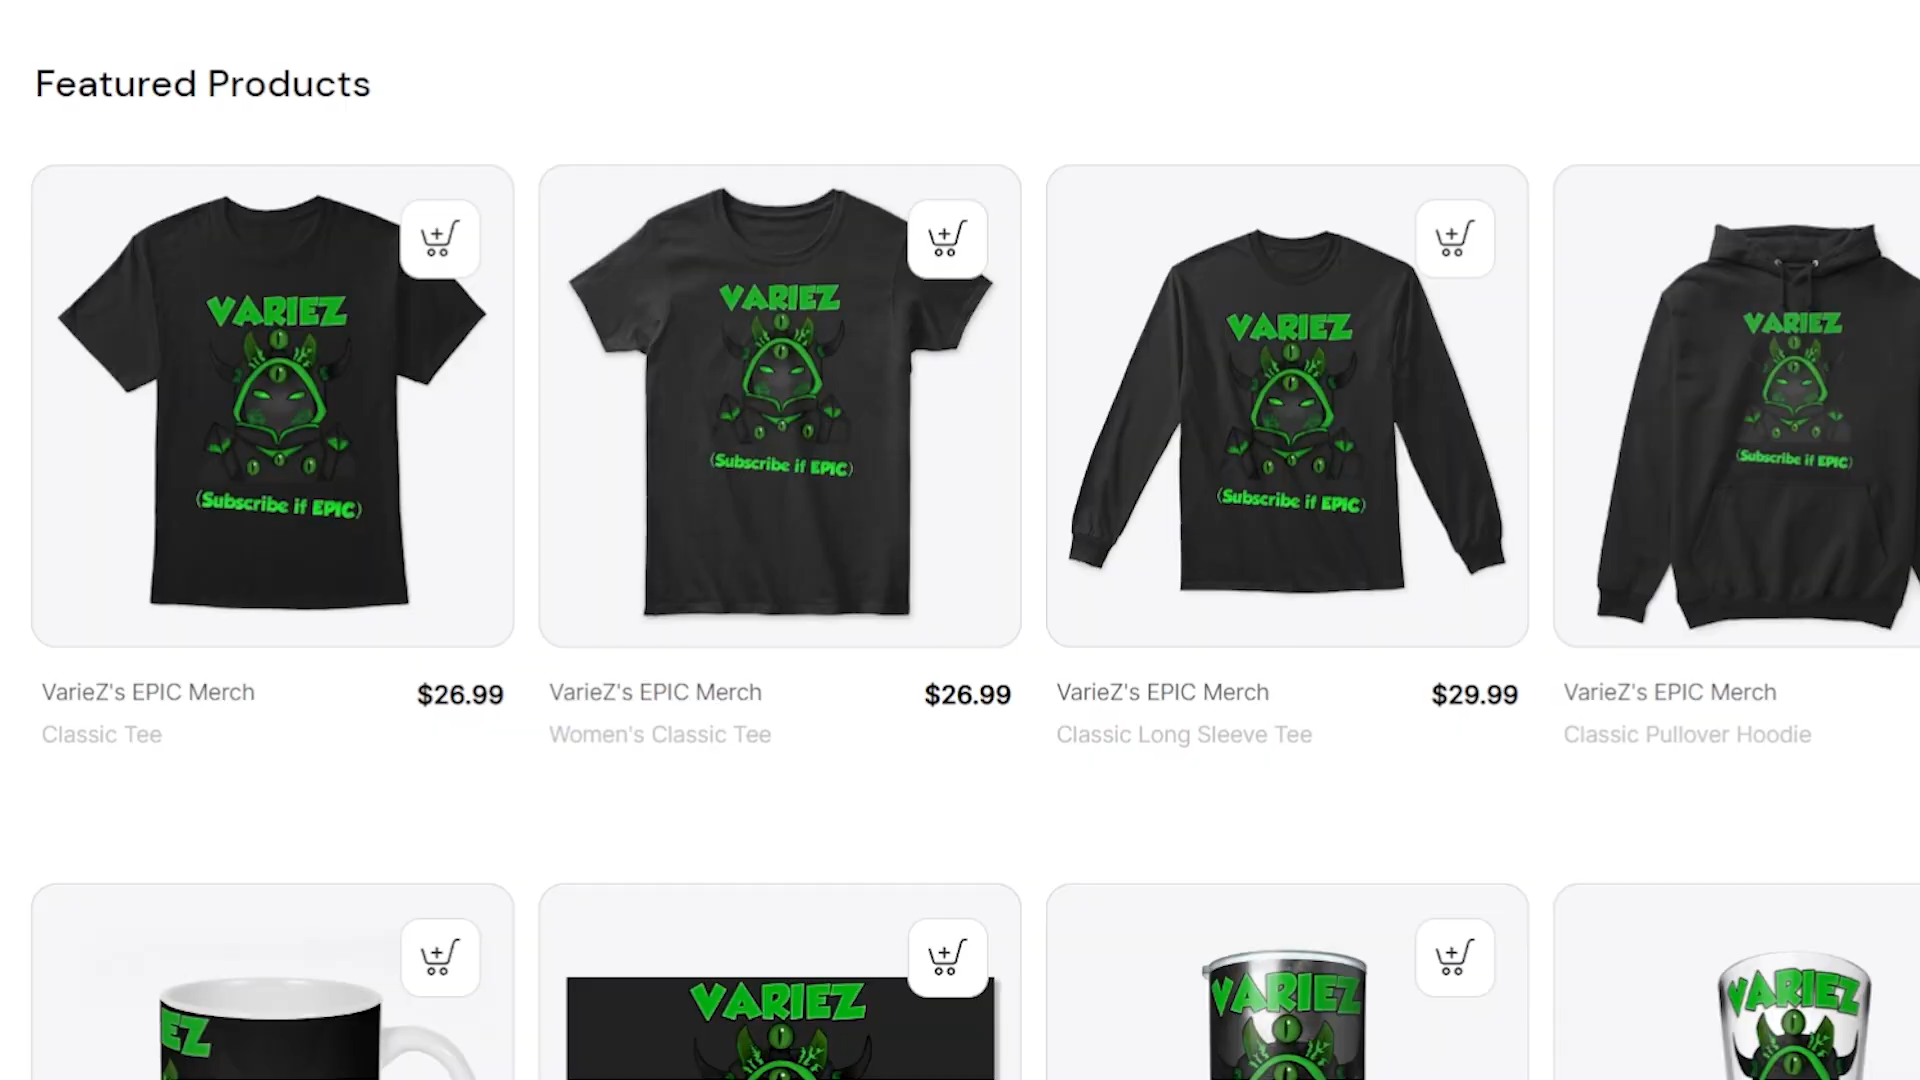 Featured Products
VARIEZ
(Subscribe if EPIC)
VARIEZ
(Subscribe if EPIC)
VARIEZ
(Subscribe if EPIC)
VARIEZ
(Subscribe if EPIC)
VarieZ's EPIC Merch $26.99
Classic Tee
VarieZ's EPIC Merch $26.99
Women's Classic Tee
VarieZ's EPIC Merch $29.99
Classic Long Sleeve Tee
VarieZ's EPIC Merch
Classic Pullover Hoodie
EZ
VARIEZ
VARIEZ
VARIEZ